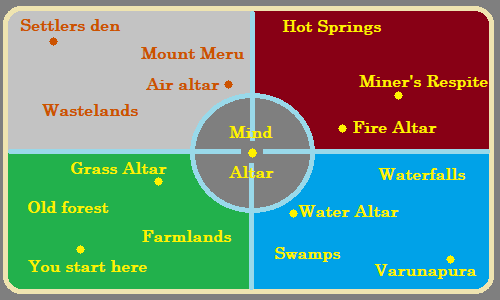 Settlers den
Mount Meru
Air altar
Wastelands
Hot Springs
Miner's Respite
Fire Altar
Mind
Altar
Grass Altar
Old forest
Farmlands
You start here
Waterfalls
Water Altar
Swamps
Varunapura